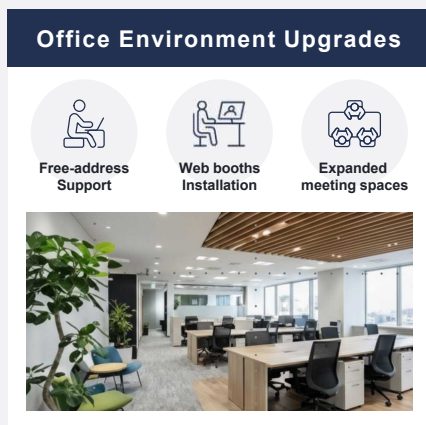 Office Environment Upgrades
Free-address
Support
Web booths
Installation
Expanded
meeting spaces